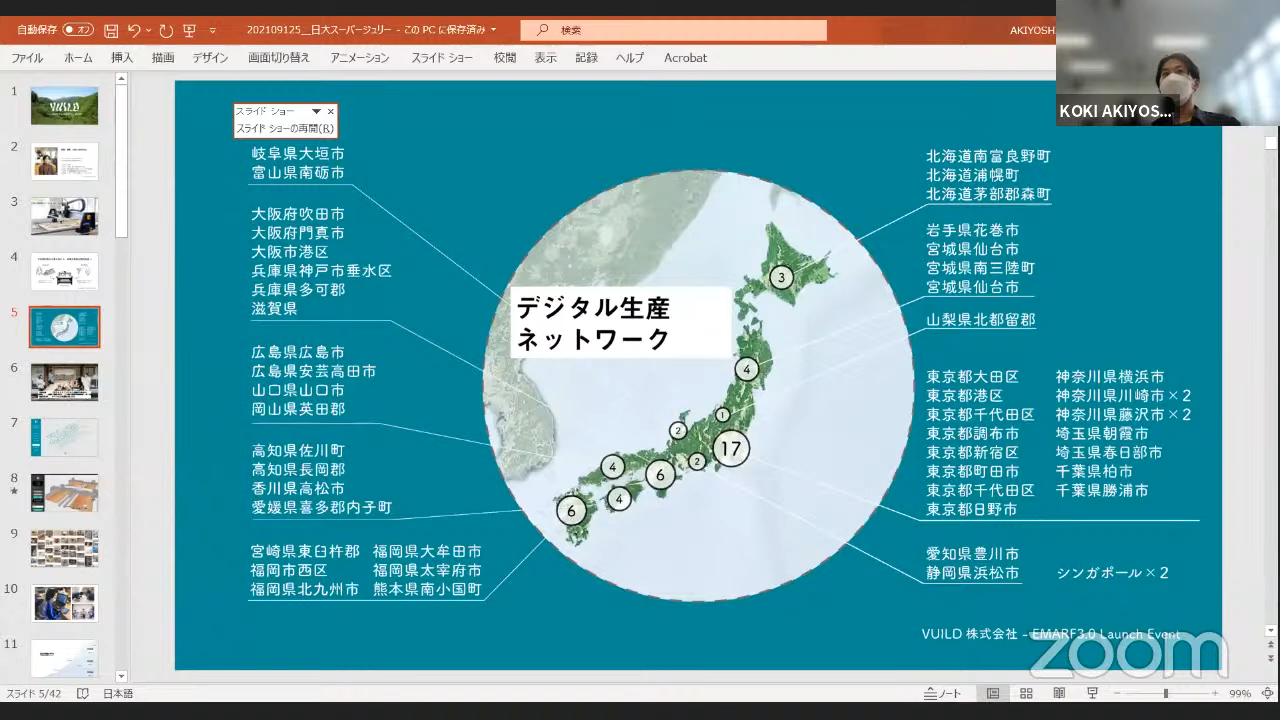 自動保存 オフ
202109125__日大スーパージュリー - この PC に保存済み
検索
AKIYOSH
ファイル ホーム 挿入 描画 デザイン 画面切り替え アニメーション スライド ショー 校閲 表示 記録 ヘルプ Acrobat
KOKI AKIYOS...
スライド ショー
スライド ショーの再開(R)
岐阜県大垣市
富山県南砺市
大阪府吹田市
大阪府門真市
大阪市港区
兵庫県神戸市垂水区
兵庫県多可郡
滋賀県
広島県広島市
広島県安芸高田市
山口県山口市
岡山県英田郡
高知県佐川町
高知県長岡郡
香川県高松市
愛媛県喜多郡内子町
宮崎県東臼杵郡 福岡県大牟田市
福岡市西区 福岡県太宰府市
福岡県北九州市 熊本県南小国町
デジタル生産
ネットワーク
3
4
1
2
17
2
6
4
4
6
北海道南富良野町
北海道浦幌町
北海道茅部郡森町
岩手県花巻市
宮城県仙台市
宮城県南三陸町
宮城県仙台市
山梨県北都留郡
東京都大田区 神奈川県横浜市
東京都港区 神奈川県川崎市×2
東京都千代田区 神奈川県藤沢市×2
東京都調布市 埼玉県朝霞市
東京都新宿区 埼玉県春日部市
東京都町田市 千葉県柏市
東京都千代田区 千葉県勝浦市
東京都日野市
愛知県豊川市
静岡県浜松市 シンガポール×2
VUILD 株式会社 - EMARF3.0 Launch Event
zoom
1
VUILD
2
3
4
5
6
7
8
9
10
11
スライド 5/42 日本語
ノート
99%